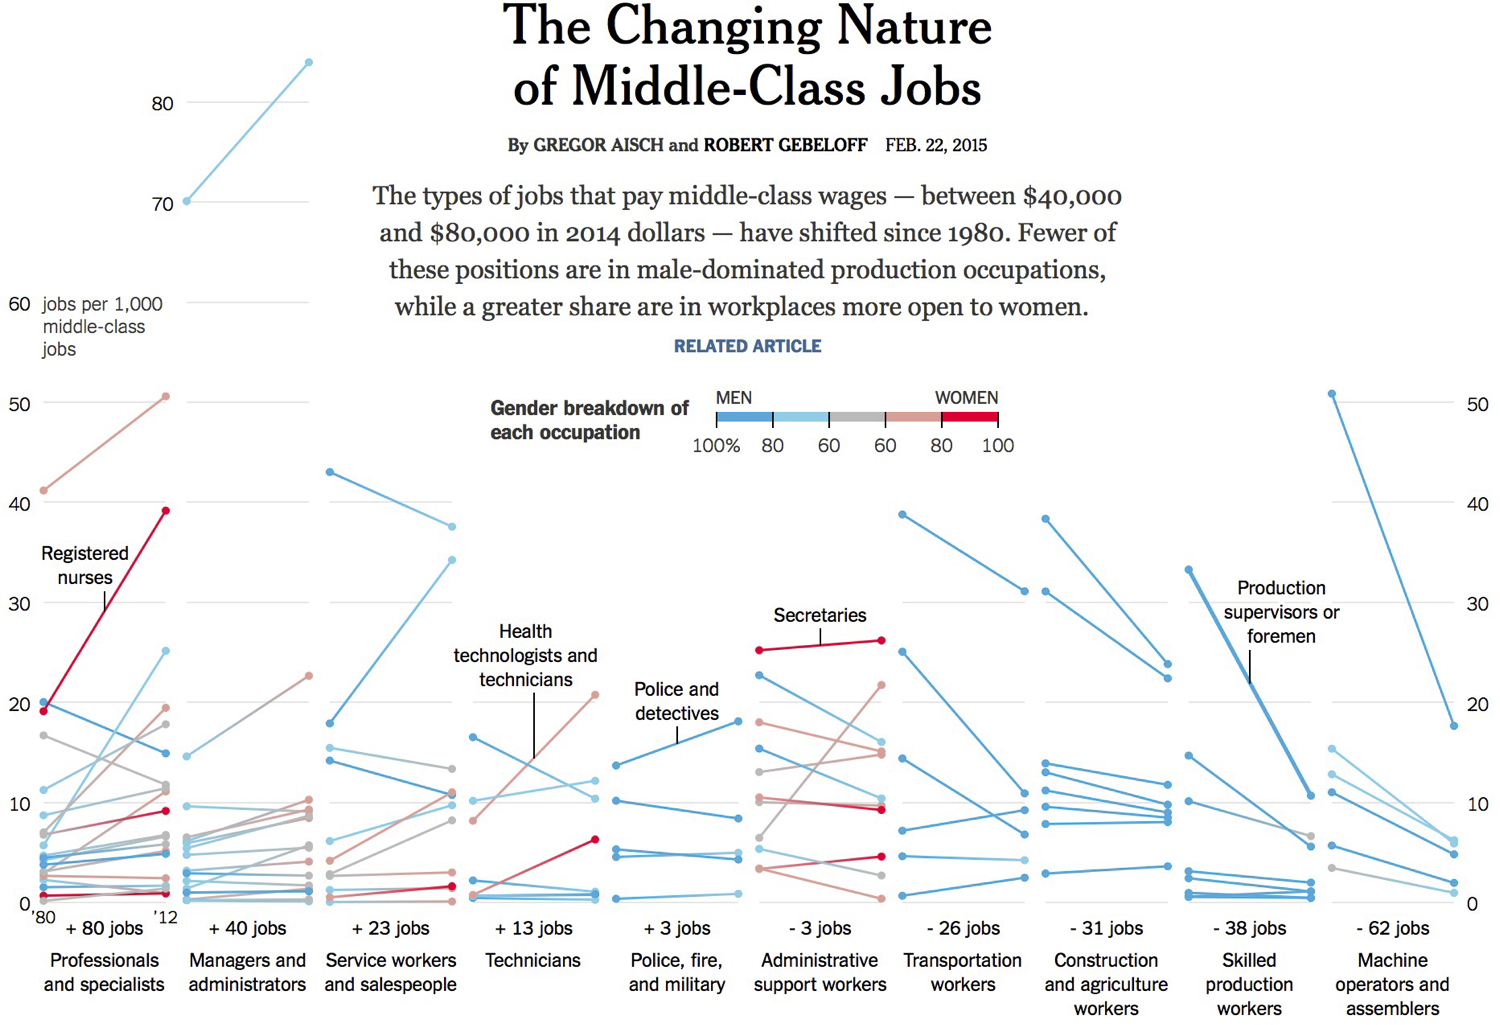 The Changing Nature
of Middle-Class Jobs
By GREGOR AISCH and ROBERT GEBELOFF FEB. 22, 2015
The types of jobs that pay middle-class wages — between $40,000
and $80,000 in 2014 dollars — have shifted since 1980. Fewer of
these positions are in male-dominated production occupations,
while a greater share are in workplaces more open to women.
RELATED ARTICLE
Gender breakdown of
each occupation
MEN WOMEN
100% 80 60 60 80 100
80
70
60 jobs per 1,000
middle-class
jobs
50
40
30
20
10
0
Registered
nurses
Health
technologists and
technicians
Police and
detectives
Secretaries
Production
supervisors or
foremen
50
40
30
20
10
0
'80 '12
+ 80 jobs
Professionals
and specialists
+ 40 jobs
Managers and
administrators
+ 23 jobs
Service workers
and salespeople
+ 13 jobs
Technicians
+ 3 jobs
Police, fire,
and military
- 3 jobs
Administrative
support workers
- 26 jobs
Transportation
workers
- 31 jobs
Construction
and agriculture
workers
- 38 jobs
Skilled
production
workers
- 62 jobs
Machine
operators and
assemblers